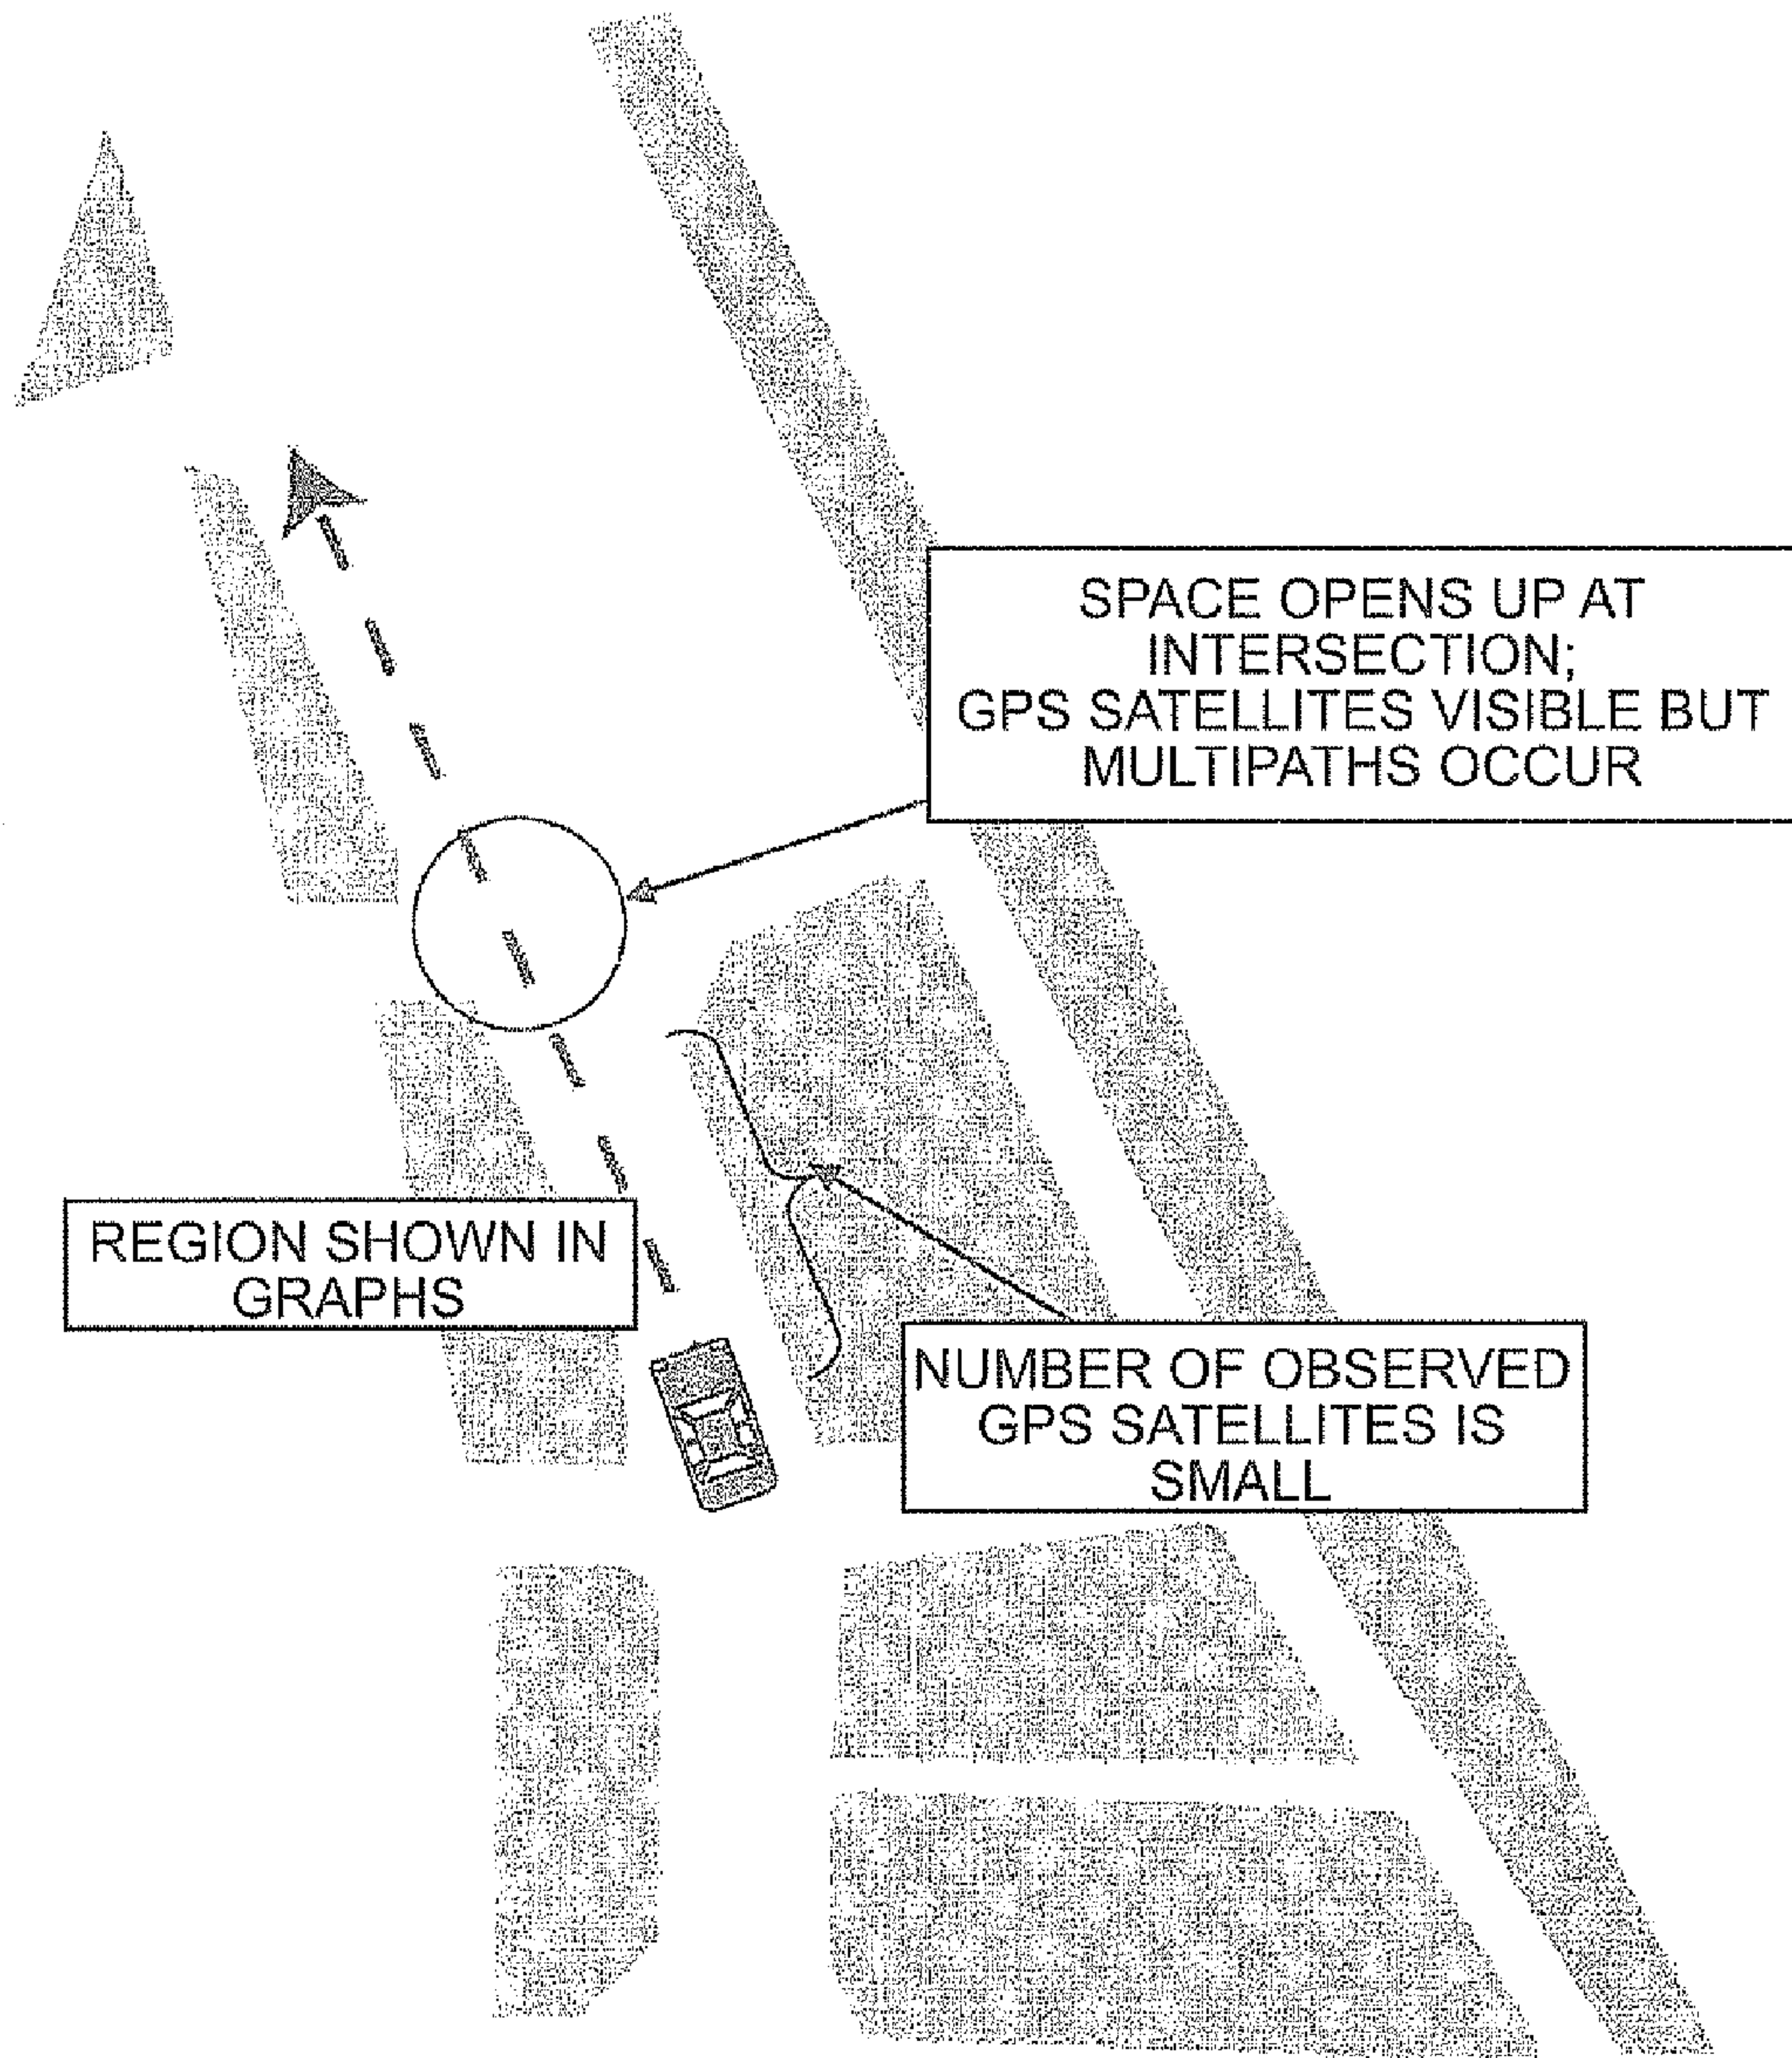 SPACE OPENS UP AT
INTERSECTION;
GPS SATELLITES VISIBLE BUT
MULTIPATHS OCCUR
REGION SHOWN IN
GRAPHS
NUMBER OF OBSERVED
GPS SATELLITES IS
SMALL